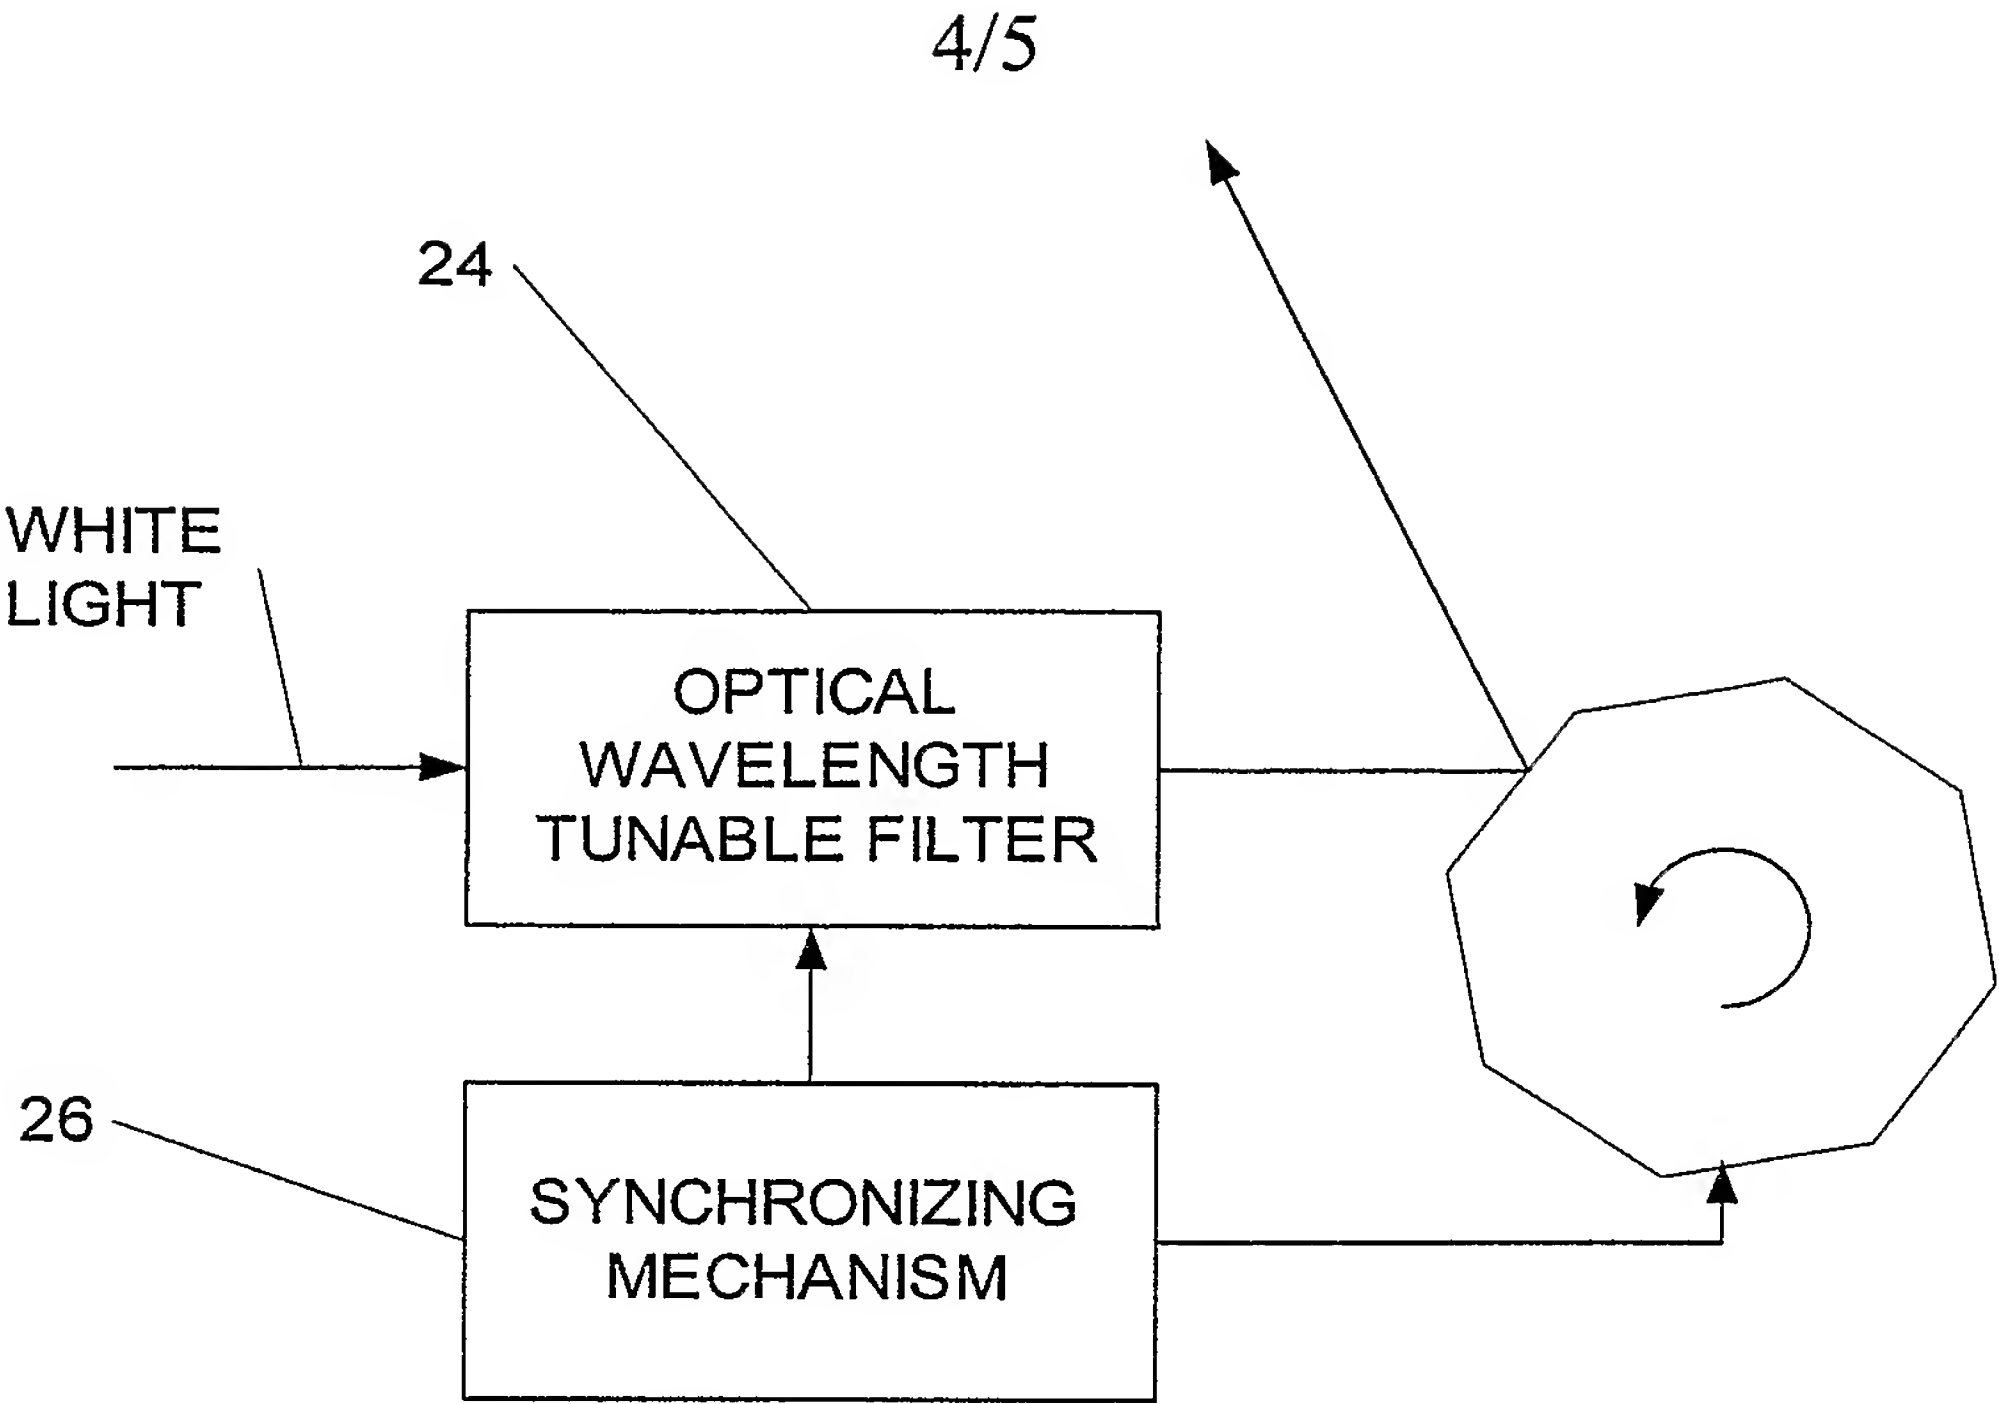 4/5
24
WHITE
LIGHT
OPTICAL
WAVELENGTH
TUNABLE FILTER
26
SYNCHRONIZING
MECHANISM